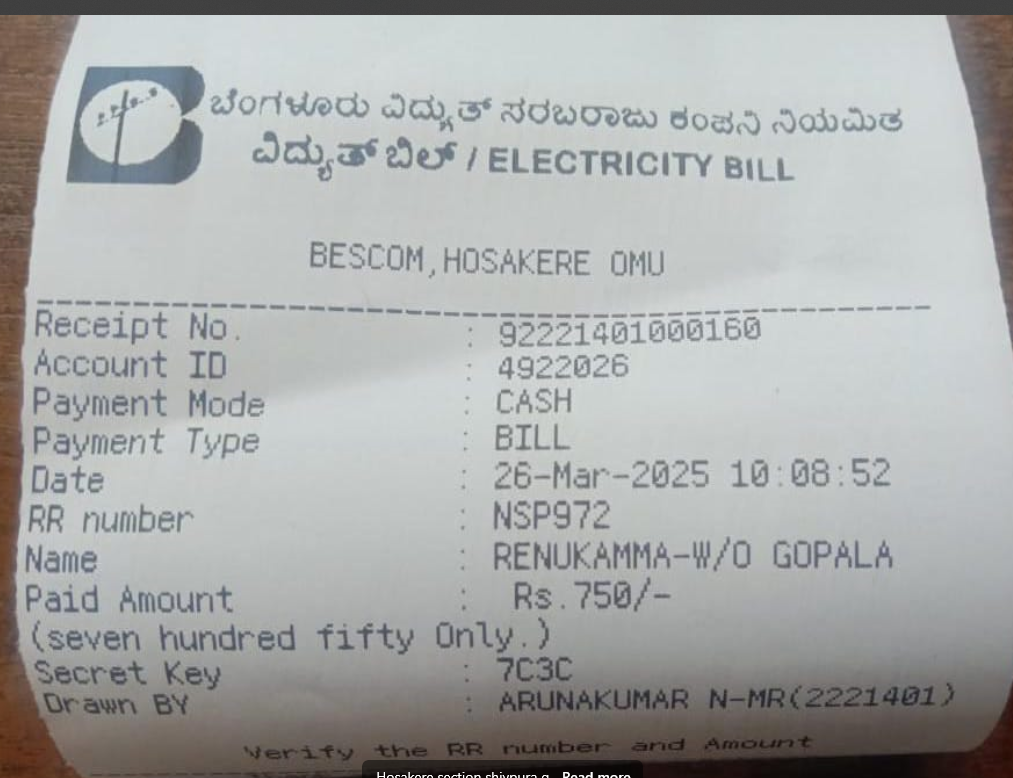 ಬೆಂಗಳೂರು ವಿದ್ಯುತ್ ಸರಬರಾಜು ಕಂಪನಿ ನಿಯಮಿತ
ವಿದ್ಯುತ್ ಬಿಲ್ / ELECTRICITY BILL
BESCOM,HOSAKERE OMU
Receipt No. : 92221401000160
Account ID : 4922026
Payment Mode : CASH
Payment Type : BILL
Date : 26-Mar-2025 10:08:52
RR number : NSP972
Name : RENUKAMMA-W/O GOPALA
Paid Amount : Rs.750/-
(seven hundred fifty Only.)
Secret Key : 7C3C
Drawn BY : ARUNAKUMAR N-MR(2221401)
Verify the RR number and Amount
Hosakere section shivpura g... Read more